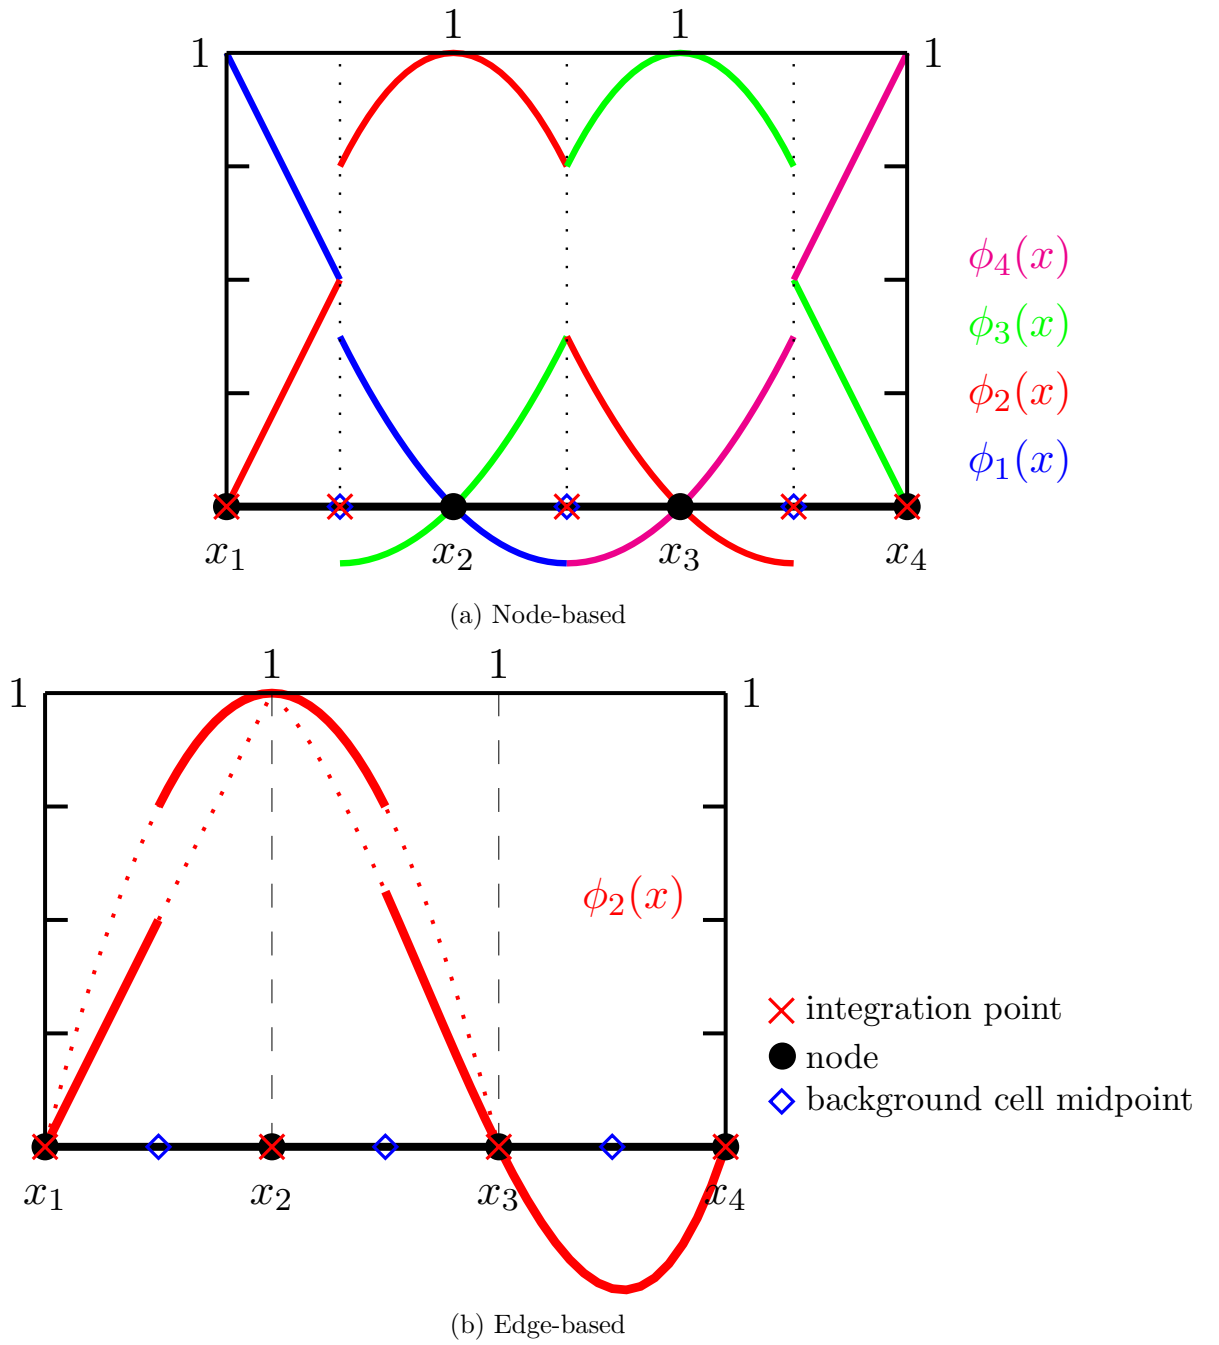 1 1
1 1
ϕ₄(x)
ϕ₃(x)
ϕ₂(x)
ϕ₁(x)
x₁ x₂ x₃ x₄
(a) Node-based
1 1
1 1
ϕ₂(x)
integration point
node
background cell midpoint
x₁ x₂ x₃ x₄
(b) Edge-based